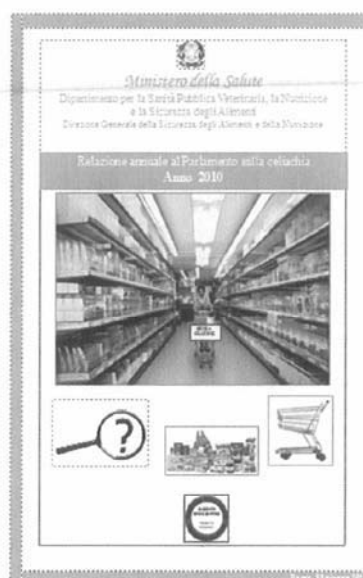 Ministero della Salute
Dipartimento per la Sanità Pubblica Veterinaria, la Nutrizione
e la Sicurezza degli Alimenti
Direzione Generale della Sicurezza degli Alimenti e della Nutrizione
Relazione annuale al Parlamento sulla celiachia
Anno 2010
?